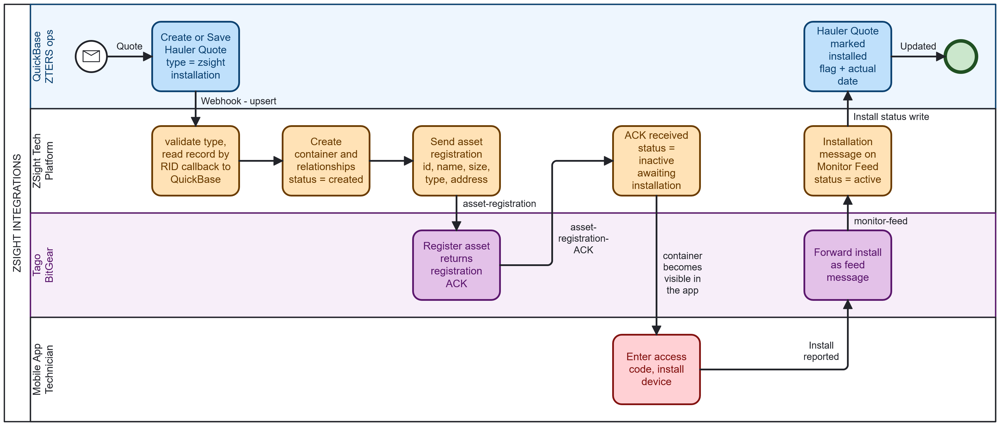 ZSIGHT INTEGRATIONS
QuickBase
ZTERS ops
Quote
Create or Save
Hauler Quote
type = zsight
installation
Webhook - upsert
Hauler Quote
marked
installed
flag + actual
date
Updated
ZSight Tech
Platform
validate type,
read record by
RID callback to
QuickBase
Create
container and
relationships
status = created
Send asset
registration
id, name, size,
type, address
asset-registration
ACK received
status =
inactive
awaiting
installation
Installation
message on
Monitor Feed
status = active
Install status write
Tago
BitGear
Register asset
returns
registration
ACK
asset-
registration-
ACK
container
becomes
visible in
the app
Forward install
as feed
message
monitor-feed
Mobile App
Technician
Enter access
code, install
device
Install
reported